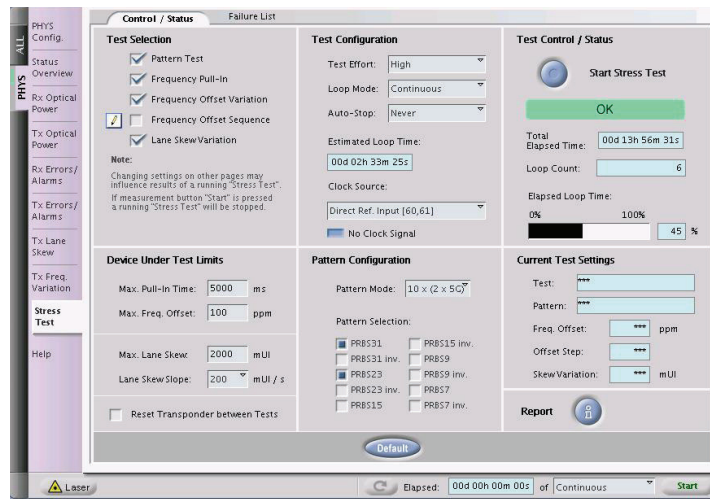 ALL
PHYS
PHYS Config.
Status Overview
Rx Optical Power
Tx Optical Power
Rx Errors/ Alarms
Tx Errors/ Alarms
Tx Lane Skew
Tx Freq. Variation
Stress Test
Help
Control / Status
Failure List
Test Selection
Pattern Test
Frequency Pull-In
Frequency Offset Variation
Frequency Offset Sequence
Lane Skew Variation
Note:
Changing settings on other pages may
influence results of a running "Stress Test".
If measurement button "Start" is pressed
a running "Stress Test" will be stopped.
Test Configuration
Test Effort: High
Loop Mode: Continuous
Auto-Stop: Never
Estimated Loop Time:
00d 02h 33m 25s
Clock Source:
Direct Ref. Input [60,61]
No Clock Signal
Test Control / Status
Start Stress Test
OK
Total
Elapsed Time: 00d 13h 56m 31s
Loop Count: 6
Elapsed Loop Time:
0% 100%
45 %
Device Under Test Limits
Max. Pull-In Time: 5000 ms
Max. Freq. Offset: 100 ppm
Max. Lane Skew: 2000 mUI
Lane Skew Slope: 200 mUI / s
Reset Transponder between Tests
Pattern Configuration
Pattern Mode: 10 x (2 x 5G)
Pattern Selection:
PRBS31 PRBS15 inv.
PRBS31 inv. PRBS9
PRBS23 PRBS9 inv.
PRBS23 inv. PRBS7
PRBS15 PRBS7 inv.
Current Test Settings
Test: ***
Pattern: ***
Freq. Offset: *** ppm
Offset Step: ***
Skew Variation: *** mUI
Report
Default
Laser
Elapsed: 00d 00h 00m 00s of Continuous
Start